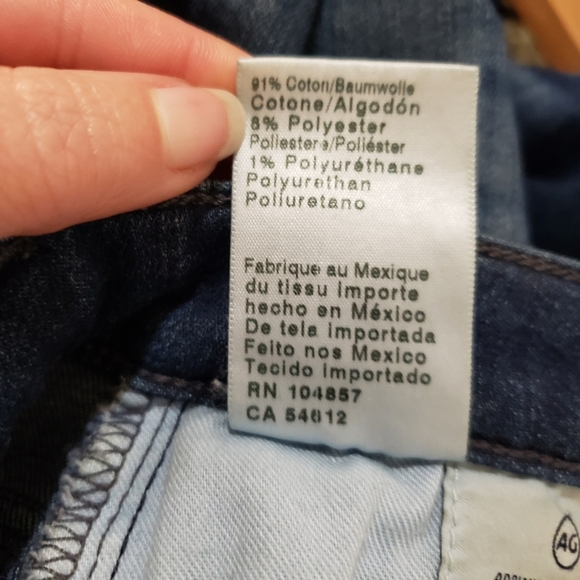 91% Coton/Baumwolle
Cotone/Algodón
8% Polyester
Poliestere/Poliéster
1% Polyuréthane
Polyurethan
Poliuretano
Fabrique au Mexique
du tissu Importe
hecho en México
De tela importada
Feito nos Mexico
Tecido importado
RN 104857
CA 54612
AG